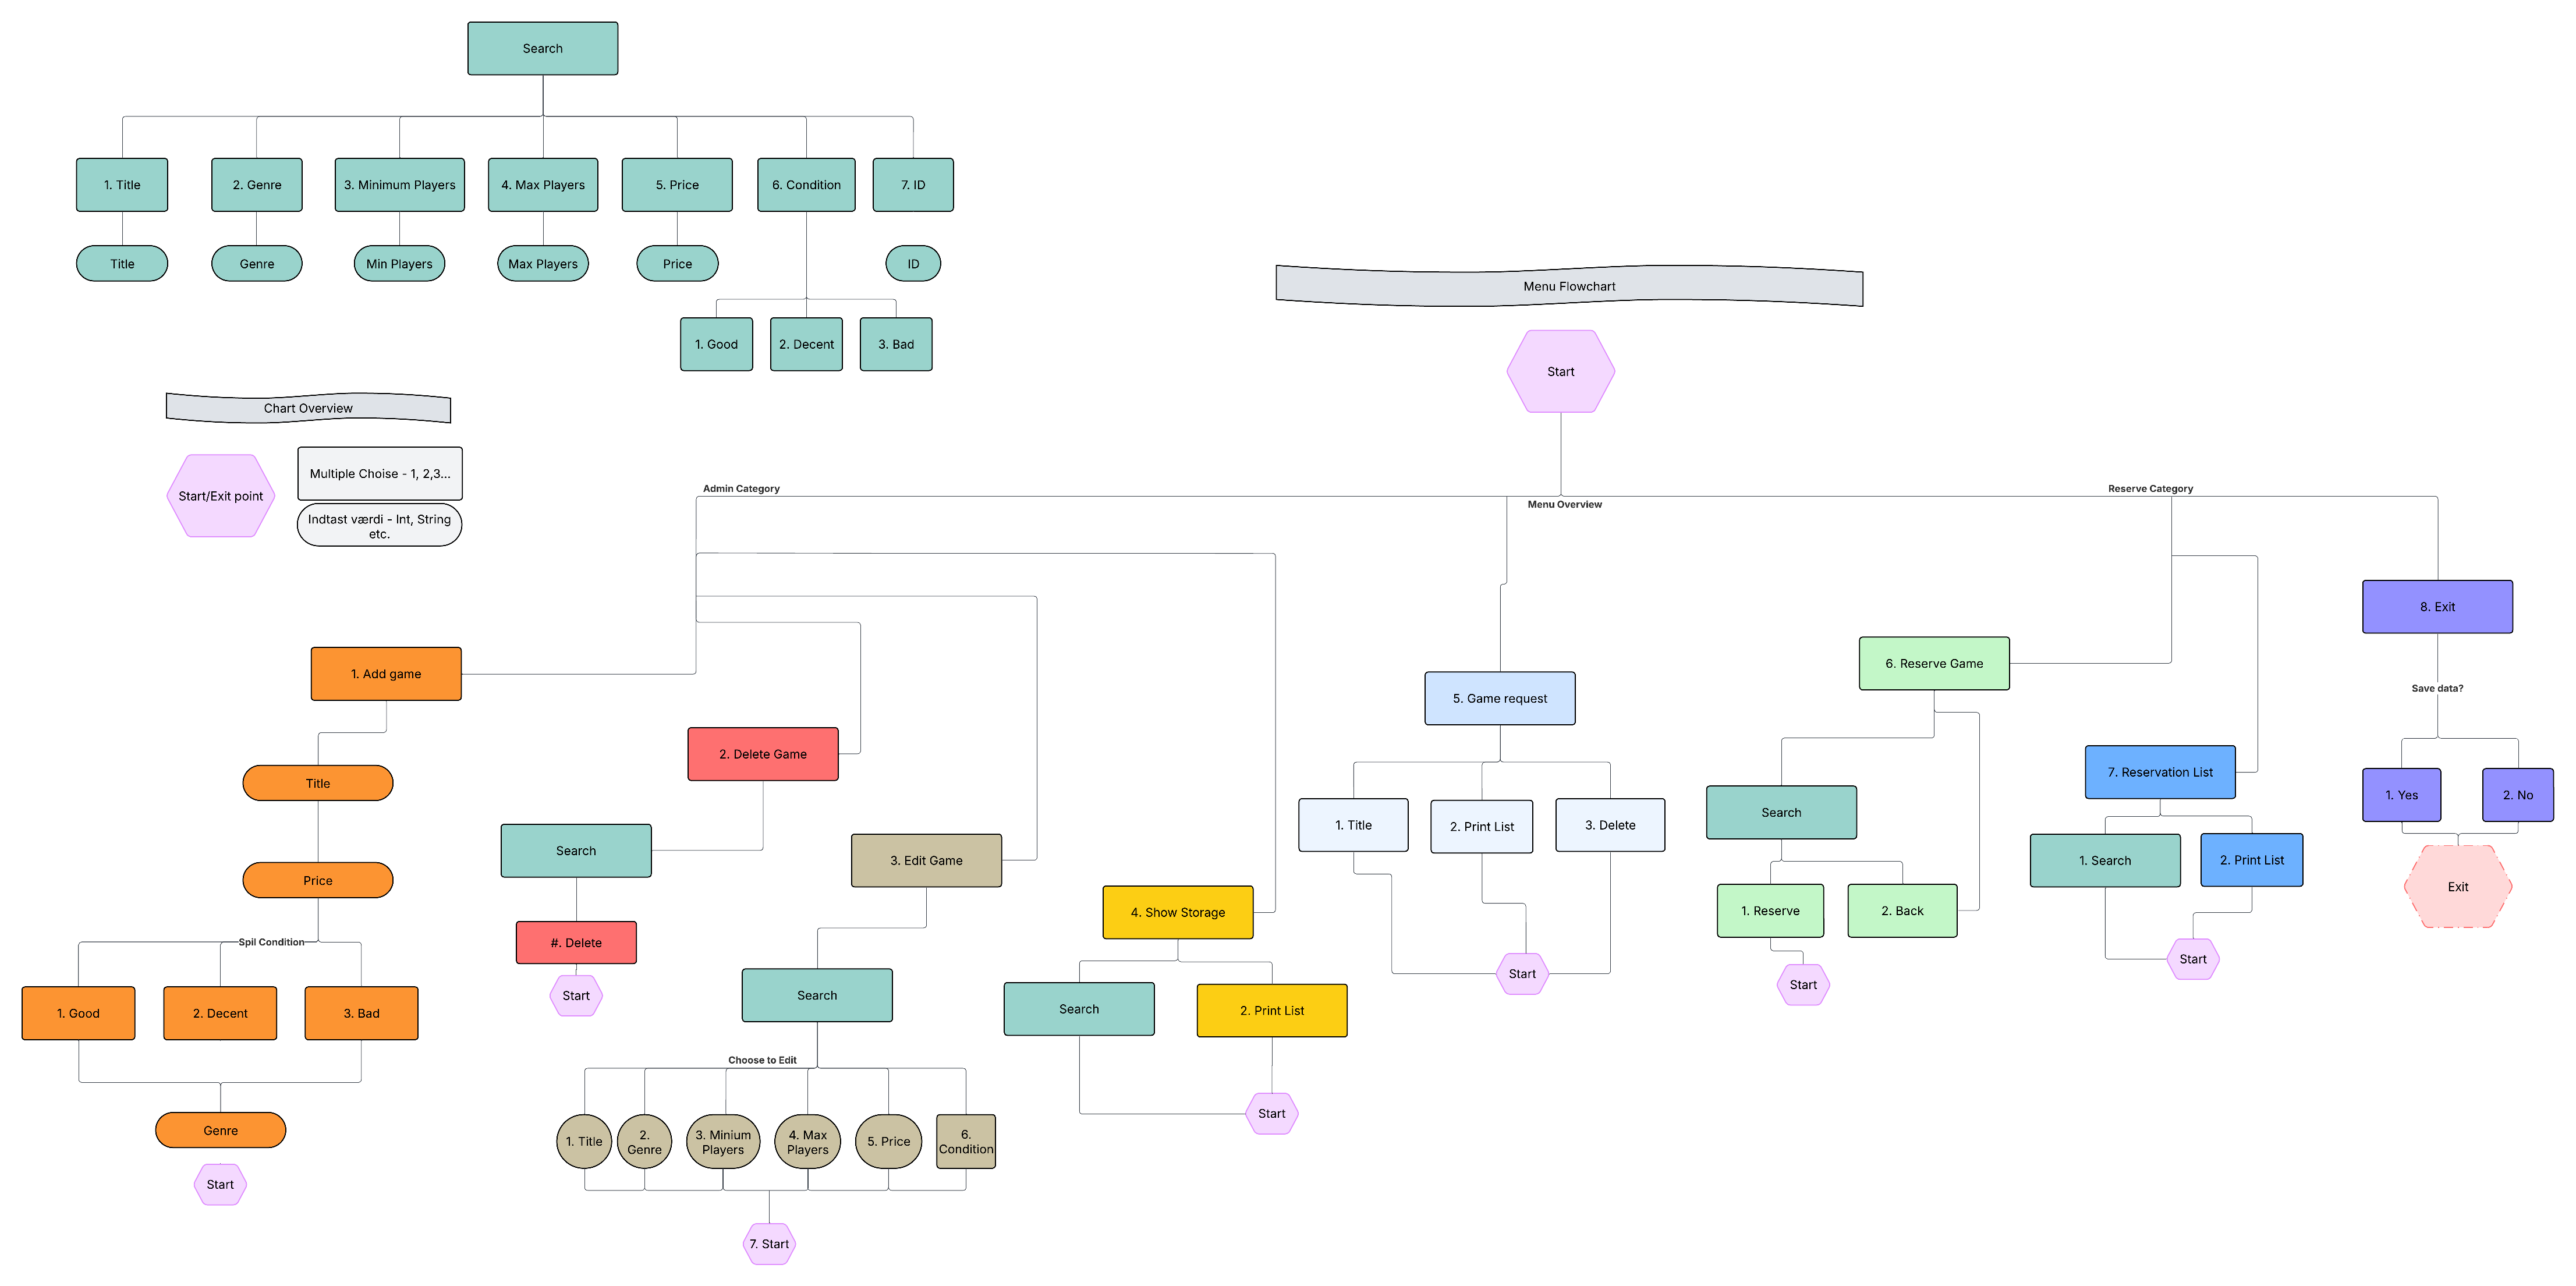 Search
1. Title
2. Genre
3. Minimum Players
4. Max Players
5. Price
6. Condition
7. ID
Title
Genre
Min Players
Max Players
Price
ID
1. Good
2. Decent
3. Bad
Chart Overview
Start/Exit point
Multiple Choise - 1, 2,3...
Indtast værdi - Int, String
etc.
Menu Flowchart
Start
Admin Category
Menu Overview
Reserve Category
1. Add game
Title
Price
Spil Condition
1. Good
2. Decent
3. Bad
Genre
Start
2. Delete Game
Search
#. Delete
Start
3. Edit Game
Search
Choose to Edit
1. Title
2.
Genre
3. Minium
Players
4. Max
Players
5. Price
6.
Condition
7. Start
4. Show Storage
Search
2. Print List
Start
5. Game request
1. Title
2. Print List
3. Delete
Start
6. Reserve Game
Search
1. Reserve
2. Back
Start
7. Reservation List
1. Search
2. Print List
Start
8. Exit
Save data?
1. Yes
2. No
Exit